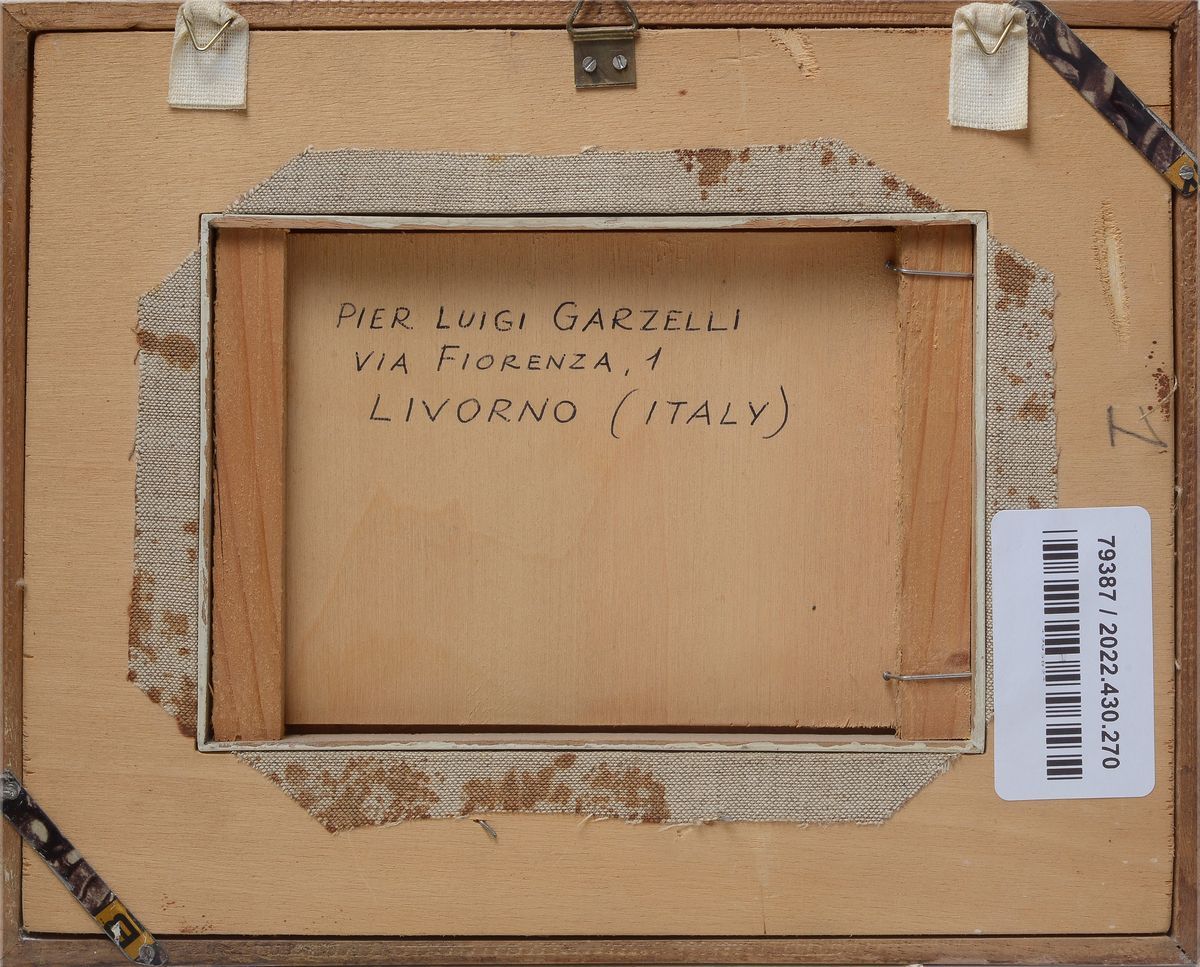 PIER LUIGI GARZELLI
VIA FIORENZA, 1
LIVORNO (ITALY)
79387 / 2022.430.270